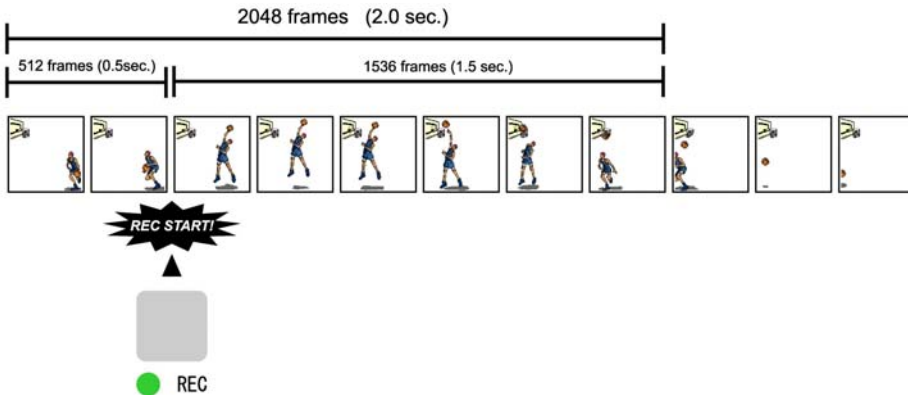 2048 frames (2.0 sec.)
512 frames (0.5sec.)
1536 frames (1.5 sec.)
REC START!
REC